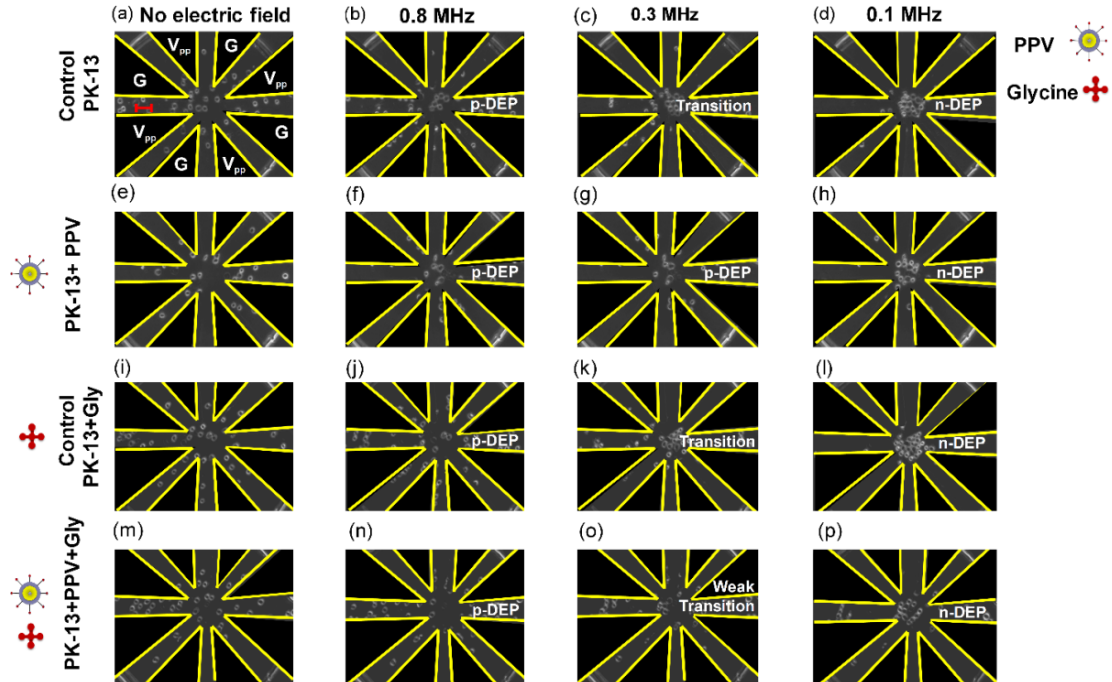 (a) No electric field
(b) 0.8 MHz
(c) 0.3 MHz
(d) 0.1 MHz
Control
PK-13
Vpp
G
G
Vpp
Vpp
G
G
Vpp
p-DEP
Transition
n-DEP
PPV
Glycine
(e)
(f)
(g)
(h)
PK-13+ PPV
p-DEP
p-DEP
n-DEP
(i)
(j)
(k)
(l)
Control
PK-13+Gly
p-DEP
Transition
n-DEP
(m)
(n)
(o)
(p)
PK-13+PPV+Gly
p-DEP
Weak
Transition
n-DEP